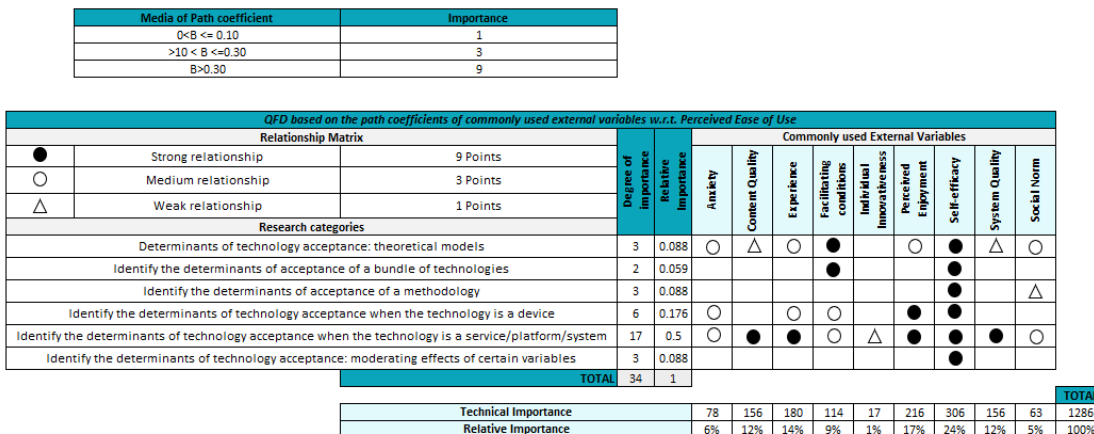 Media of Path coefficient Importance
0<B <= 0.10 1
>10 < B <=0.30 3
B>0.30 9
QFD based on the path coefficients of commonly used external variables w.r.t. Perceived Ease of Use
Relationship Matrix Degree of importance Relative Importance Commonly used External Variables
Strong relationship 9 Points
Medium relationship 3 Points
Weak relationship 1 Points
Anxiety Content Quality Experience Facilitating conditions Individual Innovativeness Perceived Enjoyment Self-efficacy System Quality Social Norm
Research categories
Determinants of technology acceptance: theoretical models 3 0.088
Identify the determinants of acceptance of a bundle of technologies 2 0.059
Identify the determinants of acceptance of a methodology 3 0.088
Identify the determinants of technology acceptance when the technology is a device 6 0.176
Identify the determinants of technology acceptance when the technology is a service/platform/system 17 0.5
Identify the determinants of technology acceptance: moderating effects of certain variables 3 0.088
TOTAL 34 1
TOTAL
Technical Importance 78 156 180 114 17 216 306 156 63 1286
Relative Importance 6% 12% 14% 9% 1% 17% 24% 12% 5% 100%